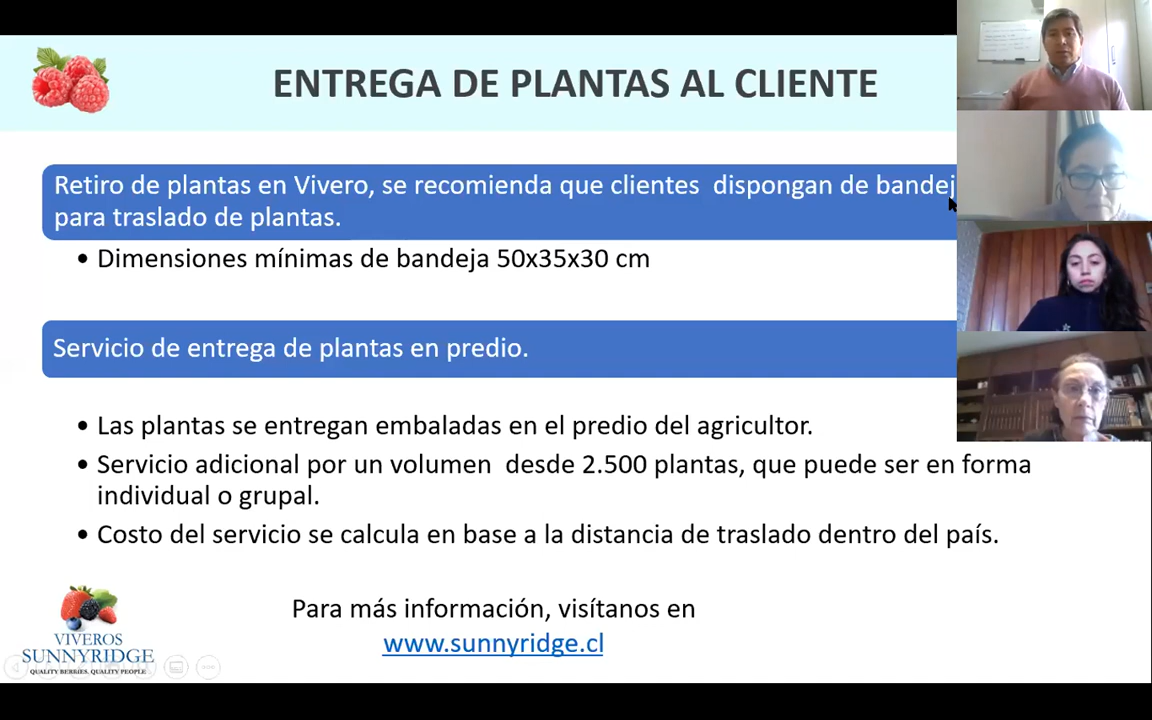 ENTREGA DE PLANTAS AL CLIENTE
Retiro de plantas en Vivero, se recomienda que clientes dispongan de bandej
para traslado de plantas.
• Dimensiones mínimas de bandeja 50x35x30 cm
Servicio de entrega de plantas en predio.
• Las plantas se entregan embaladas en el predio del agricultor.
• Servicio adicional por un volumen desde 2.500 plantas, que puede ser en forma
individual o grupal.
• Costo del servicio se calcula en base a la distancia de traslado dentro del país.
Para más información, visítanos en
www.sunnyridge.cl
VIVEROS
SUNNYRIDGE
QUALITY BERRIES. QUALITY PEOPLE